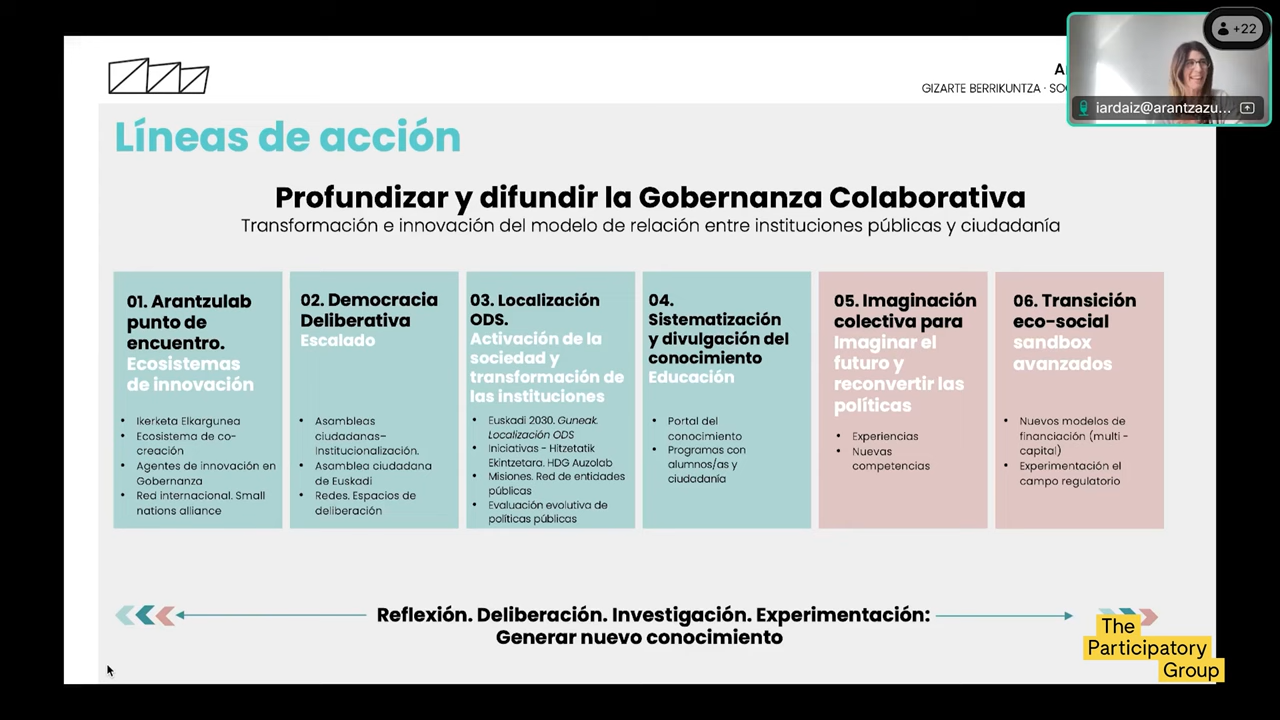 +22
iardaiz@arantzazu...
GIZARTE BERRIKUNTZA ·
Líneas de acción
Profundizar y difundir la Gobernanza Colaborativa
Transformación e innovación del modelo de relación entre instituciones públicas y ciudadanía
01. Arantzulab
punto de
encuentro.
Ecosistemas
de innovación
• Ikerketa Elkargunea
• Ecosistema de co-
creación
• Agentes de innovación en
Gobernanza
• Red internacional. Small
nations alliance
02. Democracia
Deliberativa
Escalado
• Asambleas
ciudadanas–
Institucionalización.
• Asamblea ciudadana
de Euskadi
• Redes. Espacios de
deliberación
03. Localización
ODS.
Activación de la
sociedad y
transformación de
las instituciones
• Euskadi 2030. Guneak.
Localización ODS
• Iniciativas - Hitzetatik
Ekintzetara. HDG Auzolab
• Misiones. Red de entidades
públicas
• Evaluación evolutiva de
políticas públicas
04.
Sistematización
y divulgación del
conocimiento
Educación
• Portal del
conocimiento
• Programas con
alumnos/as y
ciudadanía
05. Imaginación
colectiva para
Imaginar el
futuro y
reconvertir las
políticas
• Experiencias
• Nuevas
competencias
06. Transición
eco-social
sandbox
avanzados
• Nuevos modelos de
financiación (multi -
capital)
• Experimentación el
campo regulatorio
Reflexión. Deliberación. Investigación. Experimentación:
Generar nuevo conocimiento
The
Participatory
Group